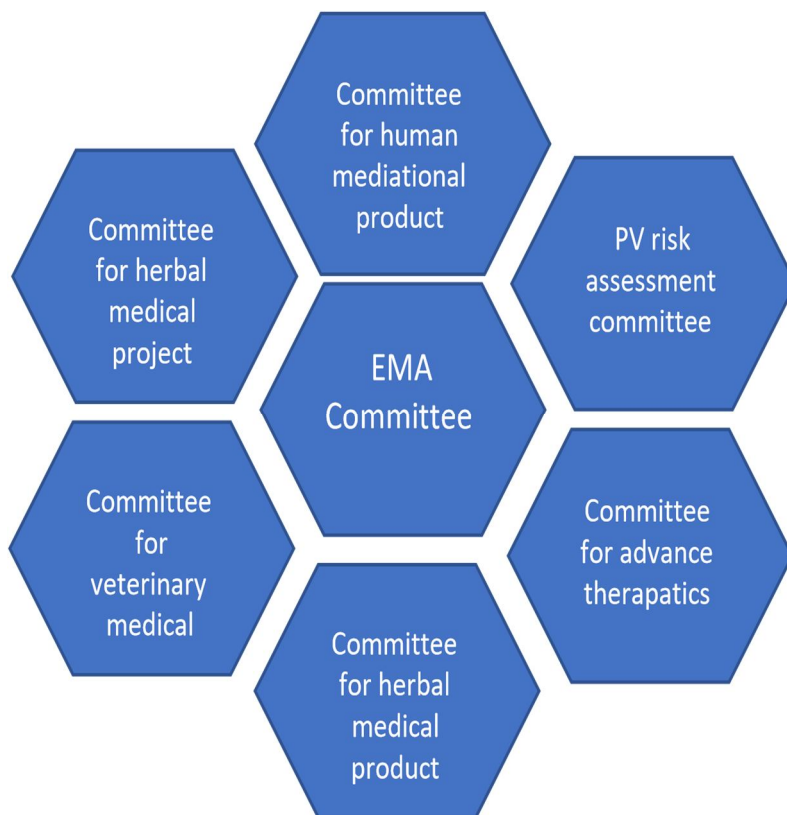 Committee
for human
mediational
product
Committee
for herbal
medical
project
PV risk
assessment
committee
EMA
Committee
Committee
for
veterinary
medical
Committee
for advance
therapatics
Committee
for herbal
medical
product